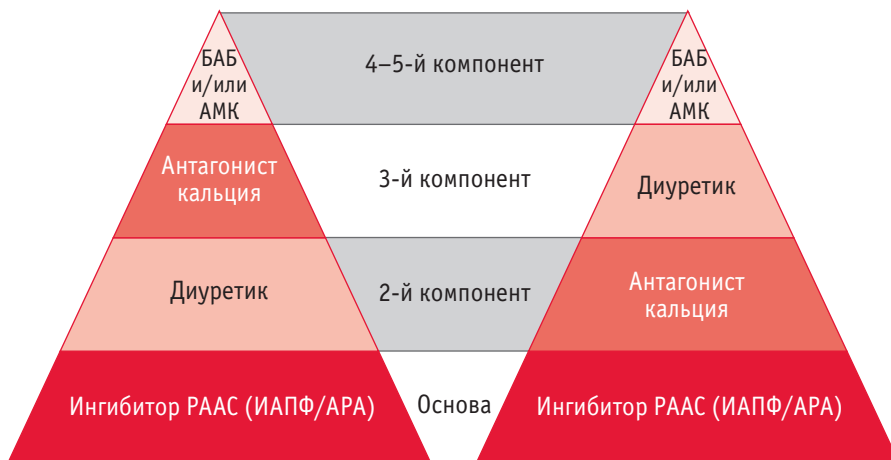 БАБ
и/или
АМК
4–5-й компонент
БАБ
и/или
АМК
Антагонист
кальция
3-й компонент
Диуретик
Диуретик
2-й компонент
Антагонист
кальция
Ингибитор РААС (ИАПФ/АРА)
Основа
Ингибитор РААС (ИАПФ/АРА)